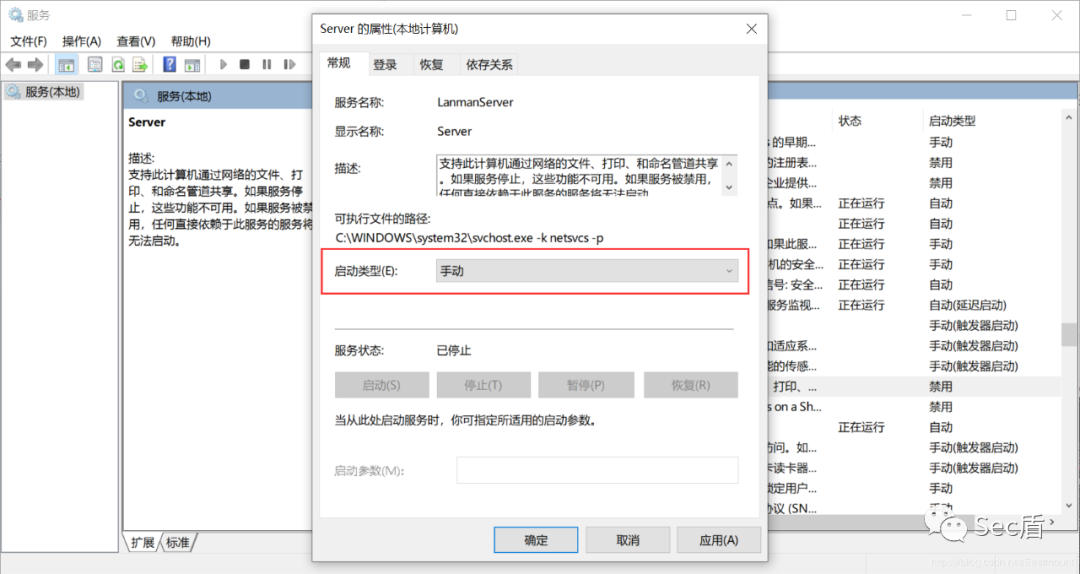 服务
文件(F) 操作(A) 查看(V) 帮助(H)
服务(本地)
服务(本地)
Server
描述:
支持此计算机通过网络的文件、打
印、和命名管道共享。如果服务停
止，这些功能不可用。如果服务被禁
用，任何直接依赖于此服务的服务将
无法启动。
扩展 标准
Server 的属性(本地计算机)
常规 登录 恢复 依存关系
服务名称: LanmanServer
显示名称: Server
描述:
支持此计算机通过网络的文件、打印、和命名管道共享
。如果服务停止，这些功能不可用。如果服务被禁用，
任何直接依赖于此服务的服务将无法启动
可执行文件的路径:
C:\WINDOWS\system32\svchost.exe -k netsvcs -p
启动类型(E): 手动
服务状态: 已停止
启动(S) 停止(T) 暂停(P) 恢复(R)
当从此处启动服务时，你可指定所适用的启动参数。
启动参数(M):
确定 取消 应用(A)
状态 启动类型
的早期... 手动
的注册表... 禁用
企业提供... 禁用
点。如果... 正在运行 自动
正在运行 自动
如果此服... 正在运行 手动
机的安全... 正在运行 手动
信号: 安全... 正在运行 自动
服务监视... 正在运行 自动(延迟启动)
手动(触发器启动)
和适应系... 手动(触发器启动)
能的传感... 手动(触发器启动)
打印、... 禁用
s on a Sh... 禁用
正在运行 自动
访问。如... 手动(触发器启动)
卡读卡器... 手动(触发器启动)
锁定用户... 手动
协议 (SN... 手动
Sec盾